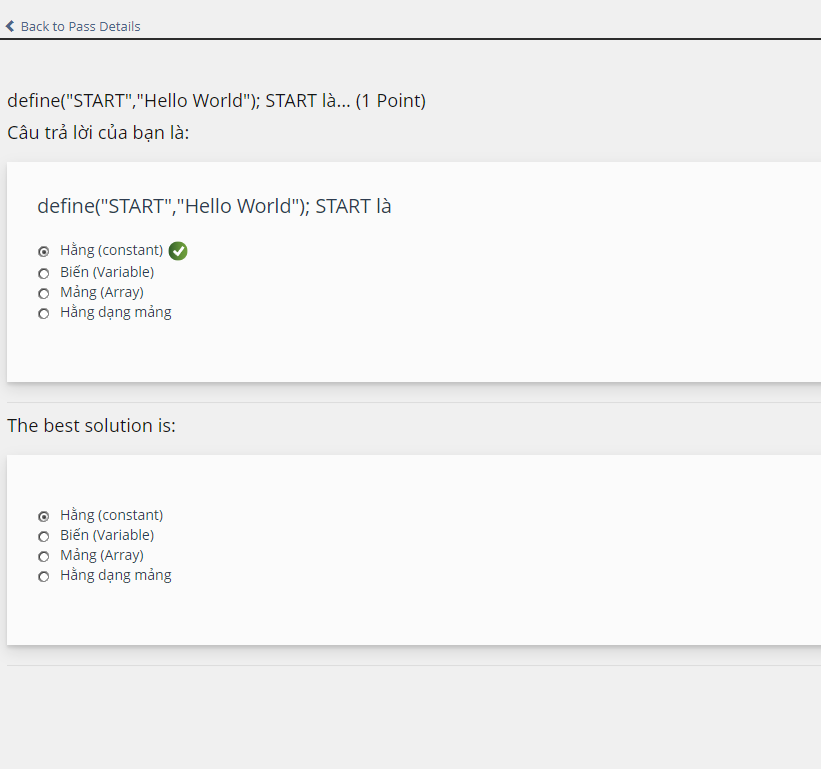 Back to Pass Details
define("START","Hello World"); START là... (1 Point)
Câu trả lời của bạn là:
define("START","Hello World"); START là
Hằng (constant)
Biến (Variable)
Mảng (Array)
Hằng dạng mảng
The best solution is:
Hằng (constant)
Biến (Variable)
Mảng (Array)
Hằng dạng mảng